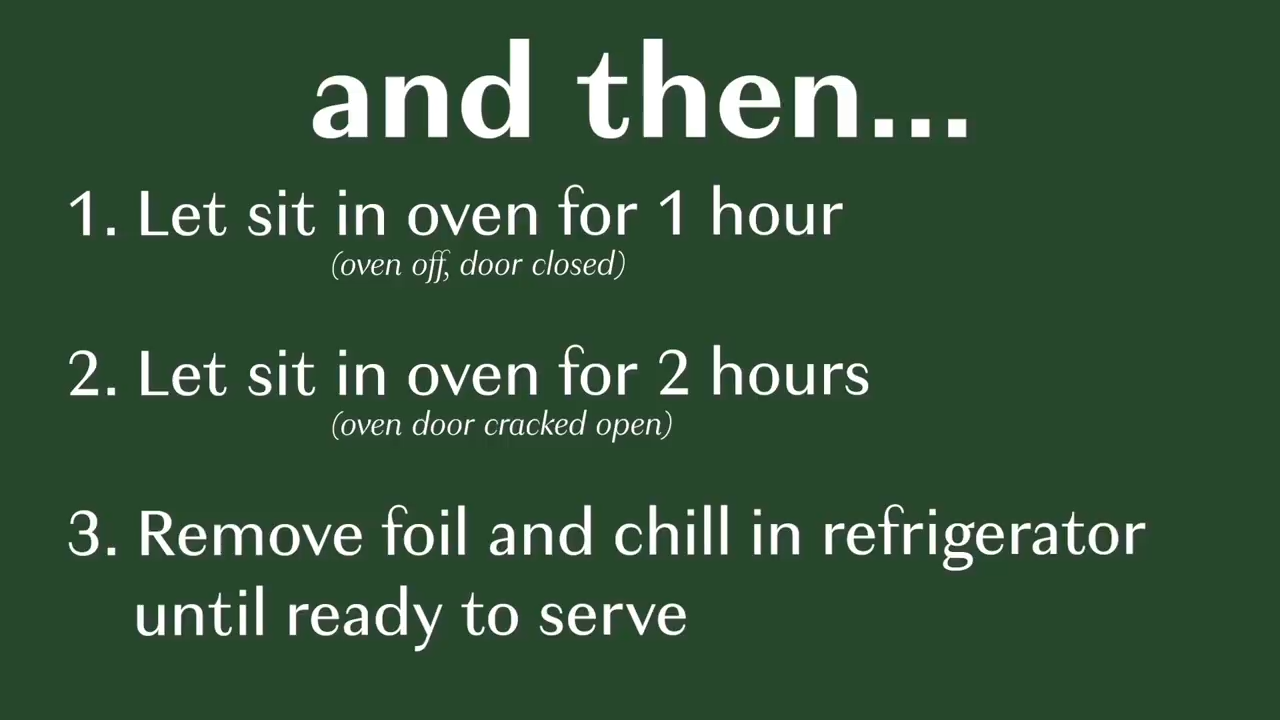 and then...
1. Let sit in oven for 1 hour
(oven off, door closed)
2. Let sit in oven for 2 hours
(oven door cracked open)
3. Remove foil and chill in refrigerator
until ready to serve